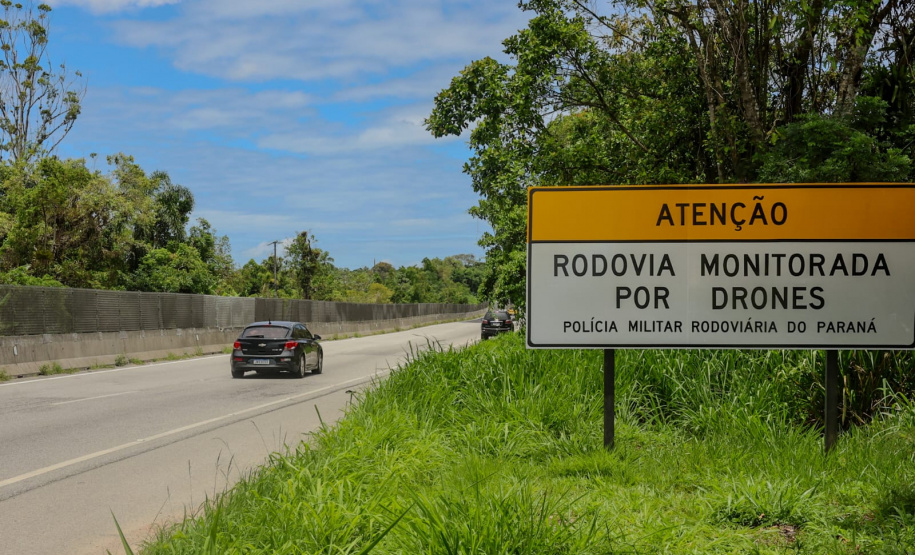 ATENÇÃO
RODOVIA MONITORADA
POR DRONES
POLÍCIA MILITAR RODOVIÁRIA DO PARANÁ